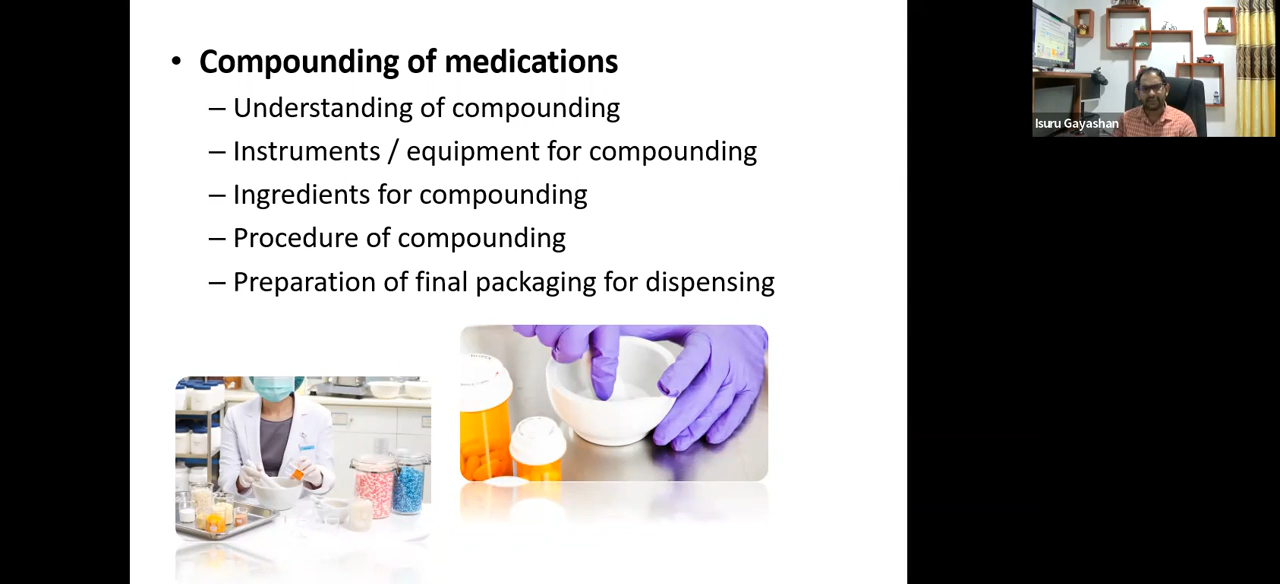 • Compounding of medications
– Understanding of compounding
– Instruments / equipment for compounding
– Ingredients for compounding
– Procedure of compounding
– Preparation of final packaging for dispensing
Isuru Gayashan